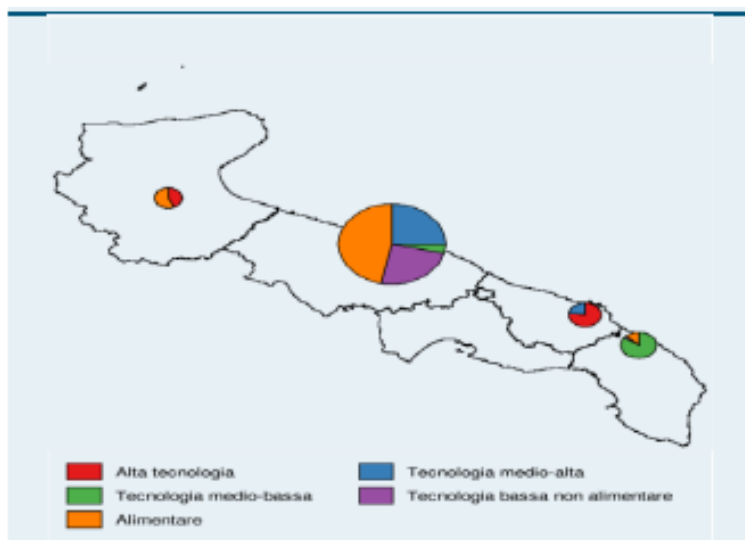 Alta tecnologia
Tecnologia medio-alta
Tecnologia medio-bassa
Tecnologia bassa non alimentare
Alimentare